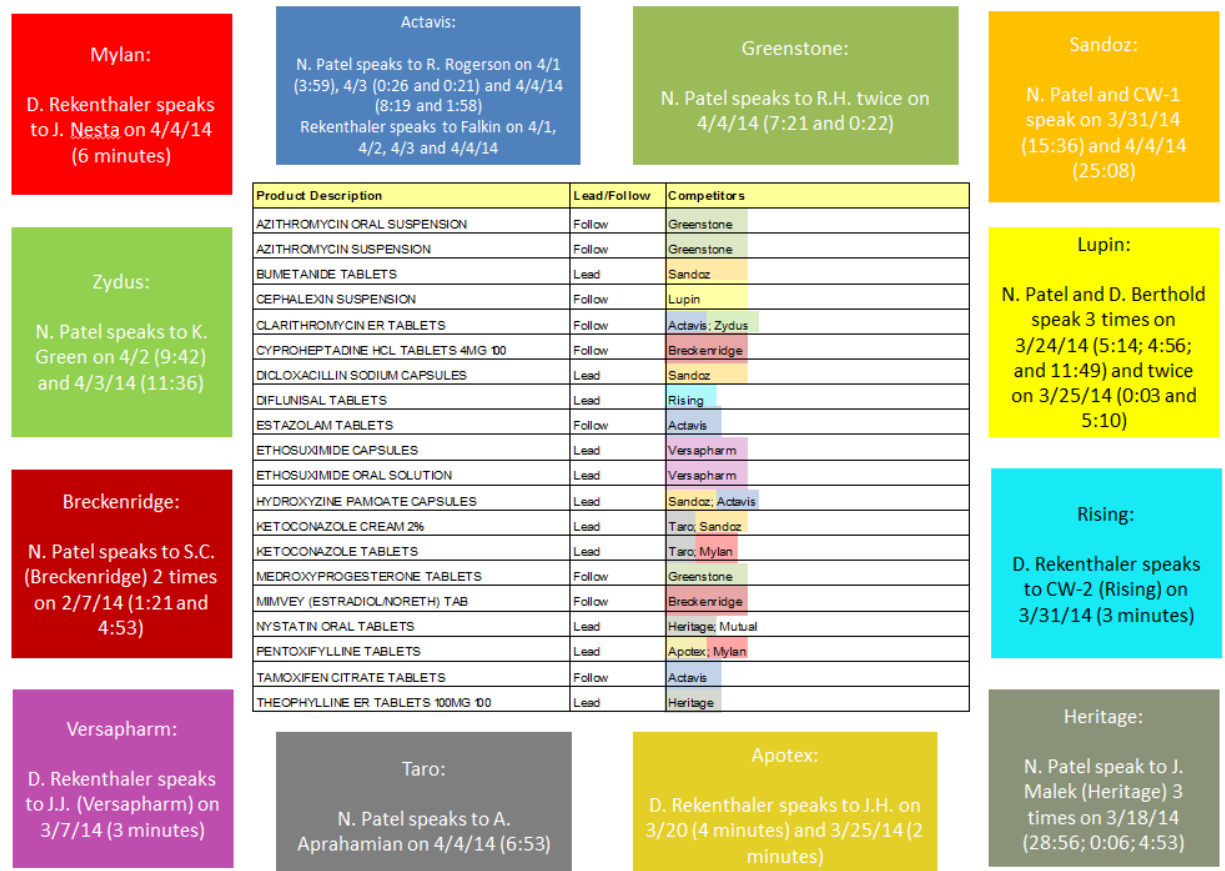 Mylan:
D. Rekenthaler speaks
to J. Nesta on 4/4/14
(6 minutes)
Actavis:
N. Patel speaks to R. Rogerson on 4/1
(3:59), 4/3 (0:26 and 0:21) and 4/4/14
(8:19 and 1:58)
Rekenthaler speaks to Falkin on 4/1,
4/2, 4/3 and 4/4/14
Greenstone:
N. Patel speaks to R.H. twice on
4/4/14 (7:21 and 0:22)
Sandoz:
N. Patel and CW-1
speak on 3/31/14
(15:36) and 4/4/14
(25:08)
Zydus:
N. Patel speaks to K.
Green on 4/2 (9:42)
and 4/3/14 (11:36)
Breckenridge:
N. Patel speaks to S.C.
(Breckenridge) 2 times
on 2/7/14 (1:21 and
4:53)
Versapharm:
D. Rekenthaler speaks
to J.J. (Versapharm) on
3/7/14 (3 minutes)
Product Description Lead/Follow Competitors
AZITHROMYCIN ORAL SUSPENSION Follow Greenstone
AZITHROMYCIN SUSPENSION Follow Greenstone
BUMETANIDE TABLETS Lead Sandoz
CEPHALEXIN SUSPENSION Follow Lupin
CLARITHROMYCIN ER TABLETS Follow Actavis; Zydus
CYPROHEPTADINE HCL TABLETS 4MG 100 Follow Breckenridge
DICLOXACILLIN SODIUM CAPSULES Lead Sandoz
DIFLUNISAL TABLETS Lead Rising
ESTAZOLAM TABLETS Follow Actavis
ETHOSUXIMIDE CAPSULES Lead Versapharm
ETHOSUXIMIDE ORAL SOLUTION Lead Versapharm
HYDROXYZINE PAMOATE CAPSULES Lead Sandoz; Actavis
KETOCONAZOLE CREAM 2% Lead Taro; Sandoz
KETOCONAZOLE TABLETS Lead Taro; Mylan
MEDROXYPROGESTERONE TABLETS Follow Greenstone
MIMVEY (ESTRADIOL/NORETH) TAB Follow Breckenridge
NYSTATIN ORAL TABLETS Lead Heritage; Mutual
PENTOXIFYLLINE TABLETS Lead Apotex; Mylan
TAMOXIFEN CITRATE TABLETS Follow Actavis
THEOPHYLLINE ER TABLETS 100MG 100 Lead Heritage
Lupin:
N. Patel and D. Berthold
speak 3 times on
3/24/14 (5:14; 4:56;
and 11:49) and twice
on 3/25/14 (0:03 and
5:10)
Rising:
D. Rekenthaler speaks
to CW-2 (Rising) on
3/31/14 (3 minutes)
Taro:
N. Patel speaks to A.
Aprahamian on 4/4/14 (6:53)
Apotex:
D. Rekenthaler speaks to J.H. on
3/20 (4 minutes) and 3/25/14 (2
minutes)
Heritage:
N. Patel speak to J.
Malek (Heritage) 3
times on 3/18/14
(28:56; 0:06; 4:53)